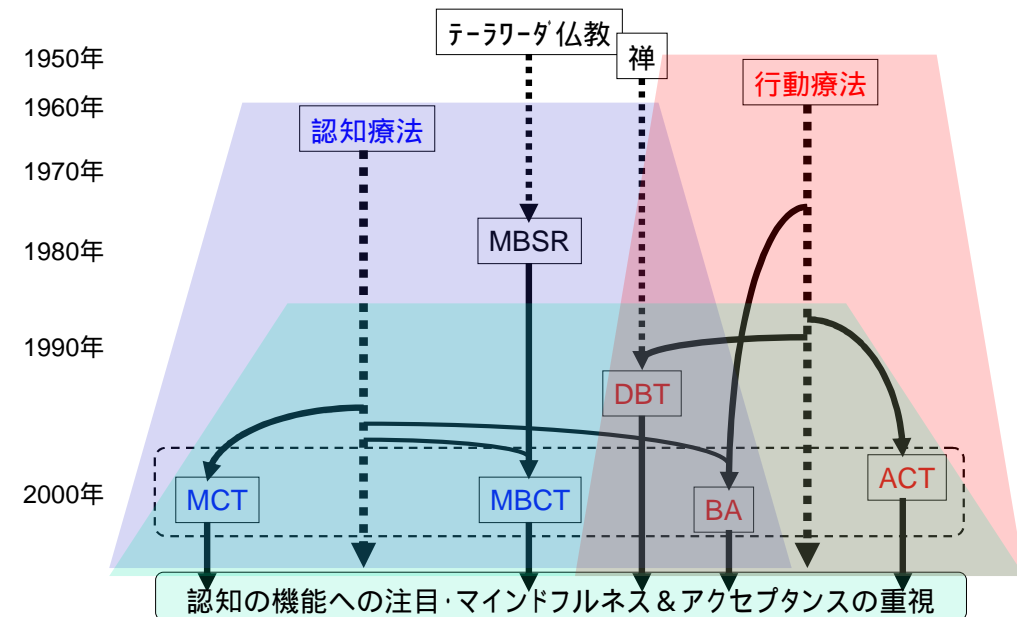 テーラワーダ仏教
禅
1950年
行動療法
1960年
認知療法
1970年
MBSR
1980年
1990年
DBT
ACT
2000年
MCT
MBCT
BA
認知の機能への注目・マインドフルネス＆アクセプタンスの重視